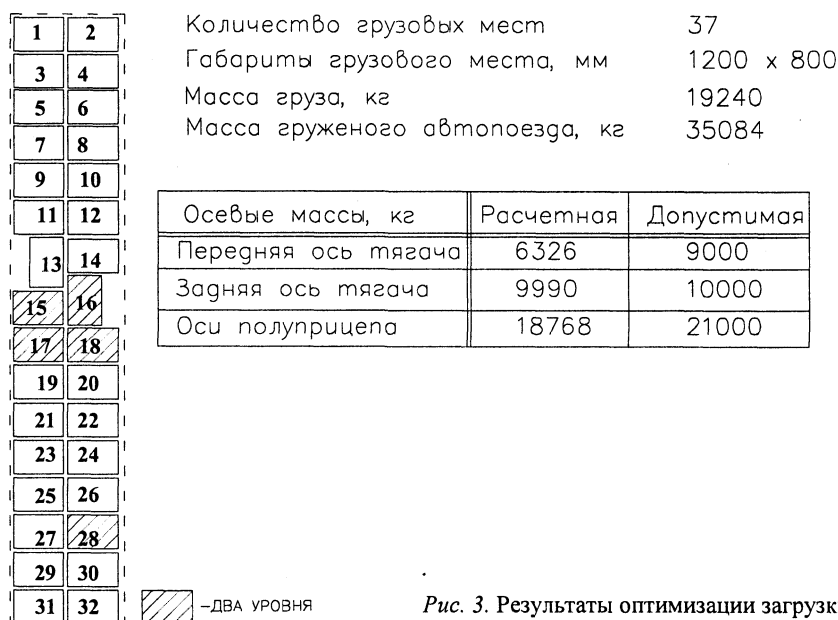 Количество грузовых мест 37
Габариты грузового места, мм 1200 x 800
Масса груза, кг 19240
Масса груженого автопоезда, кг 35084
1 2
3 4
5 6
7 8
9 10
11 12
13 14
15 16
17 18
19 20
21 22
23 24
25 26
27 28
29 30
31 32
Осевые массы, кг Расчетная Допустимая
Передняя ось тягача 6326 9000
Задняя ось тягача 9990 10000
Оси полуприцепа 18768 21000
–ДВА УРОВНЯ
Рис. 3. Результаты оптимизации загрузк